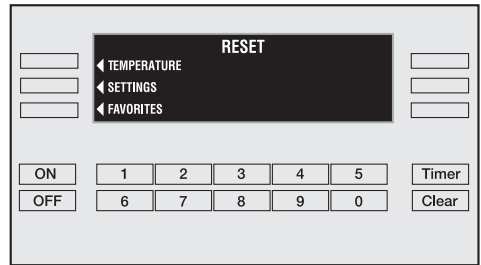 RESET
◀ TEMPERATURE
◀ SETTINGS
◀ FAVORITES
ON 1 2 3 4 5 Timer
OFF 6 7 8 9 0 Clear